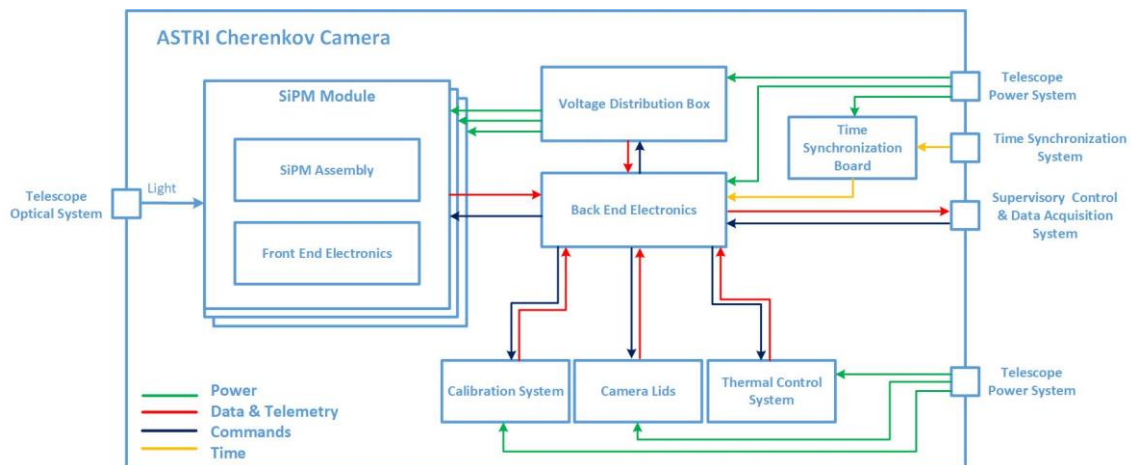 ASTRI Cherenkov Camera
SiPM Module
SiPM Assembly
Front End Electronics
Telescope
Optical System
Light
Voltage Distribution Box
Back End Electronics
Time
Synchronization
Board
Telescope
Power System
Time Synchronization
System
Supervisory Control
& Data Acquisition
System
Calibration System
Camera Lids
Thermal Control
System
Telescope
Power System
Power
Data & Telemetry
Commands
Time